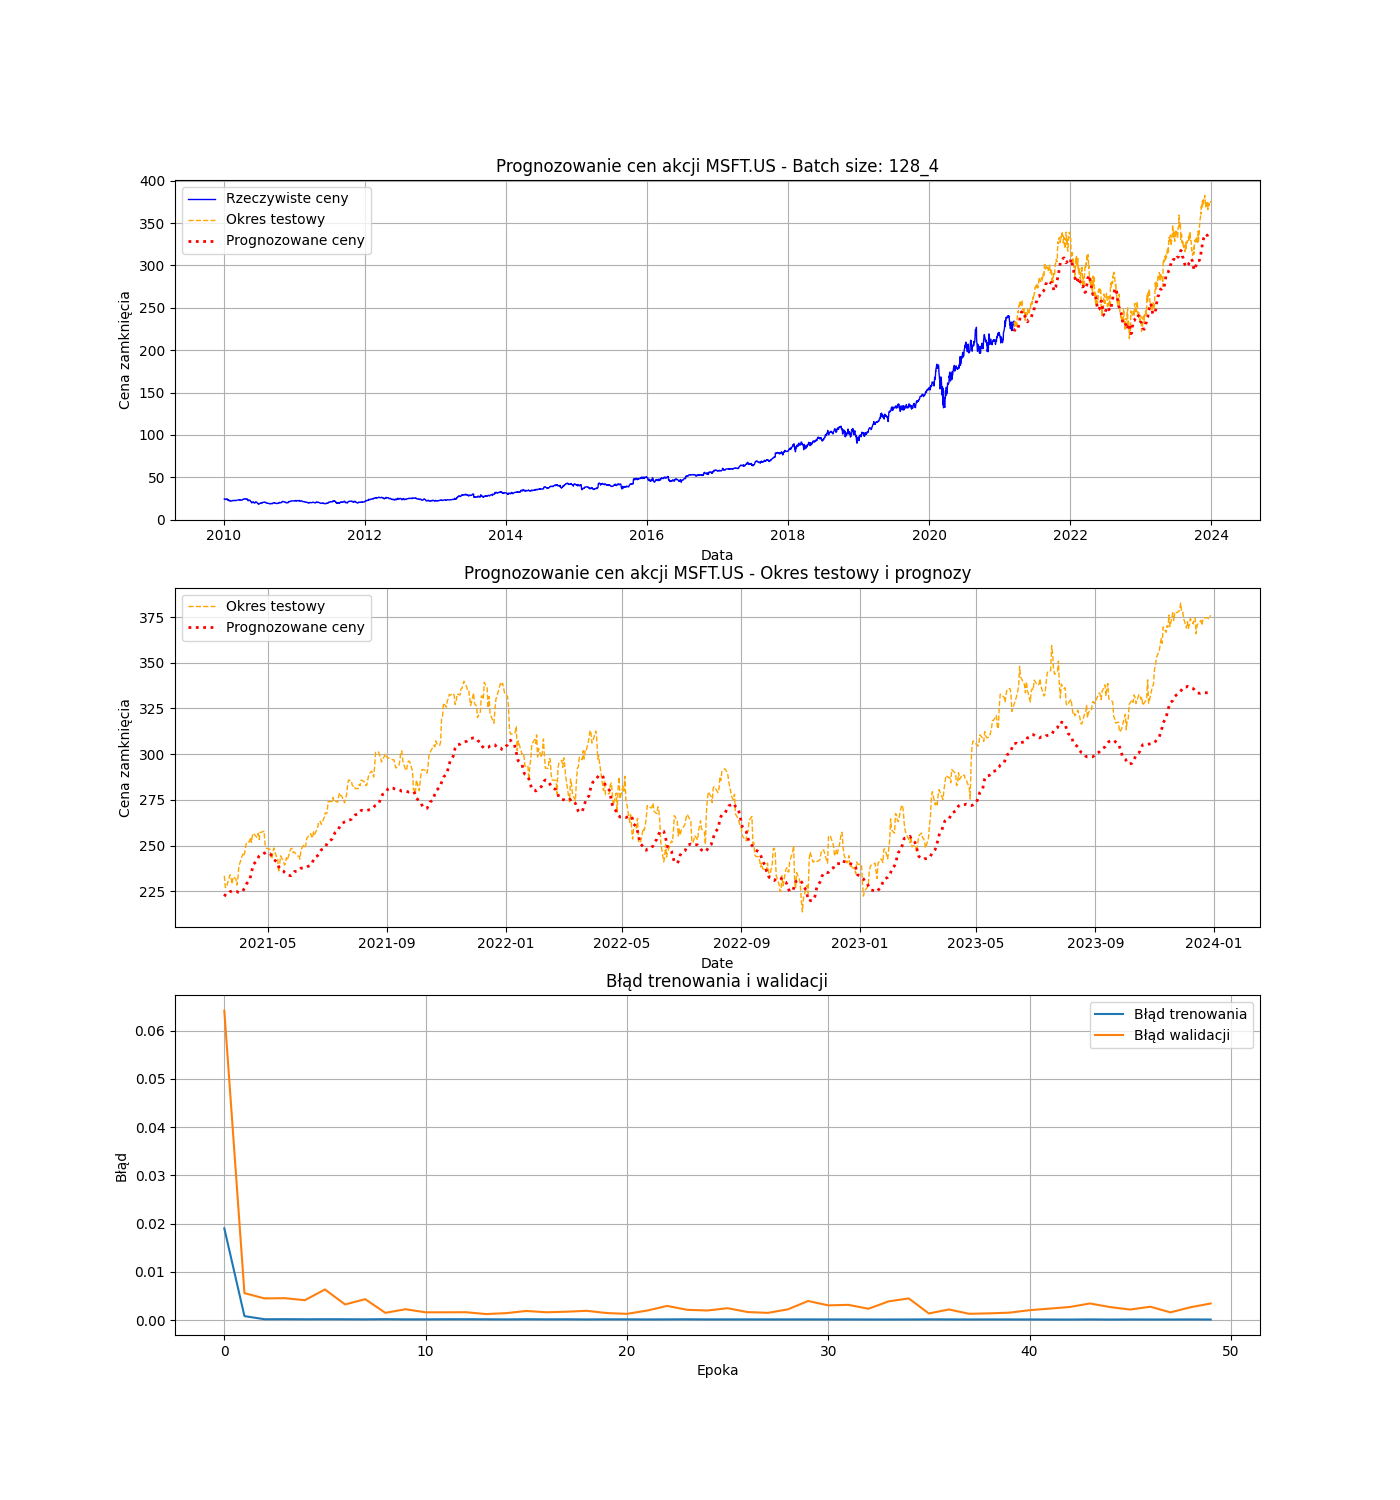 Prognozowanie cen akcji MSFT.US - Batch size: 128_4
400
350
300
250
200
150
100
50
0
Cena zamknięcia
Rzeczywiste ceny
Okres testowy
Prognozowane ceny
2010 2012 2014 2016 2018 2020 2022 2024
Data
Prognozowanie cen akcji MSFT.US - Okres testowy i prognozy
375
350
325
300
275
250
225
Cena zamknięcia
Okres testowy
Prognozowane ceny
2021-05 2021-09 2022-01 2022-05 2022-09 2023-01 2023-05 2023-09 2024-01
Date
Błąd trenowania i walidacji
0.06
0.05
0.04
0.03
0.02
0.01
0.00
Błąd
Błąd trenowania
Błąd walidacji
0 10 20 30 40 50
Epoka